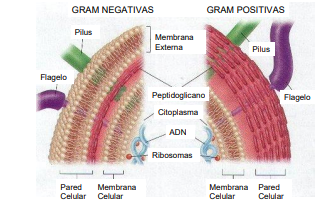 GRAM NEGATIVAS
GRAM POSITIVAS
Pilus
Membrana
Externa
Pilus
Flagelo
Flagelo
Peptidoglicano
Citoplasma
ADN
Ribosomas
Pared
Celular
Membrana
Celular
Membrana
Celular
Pared
Celular